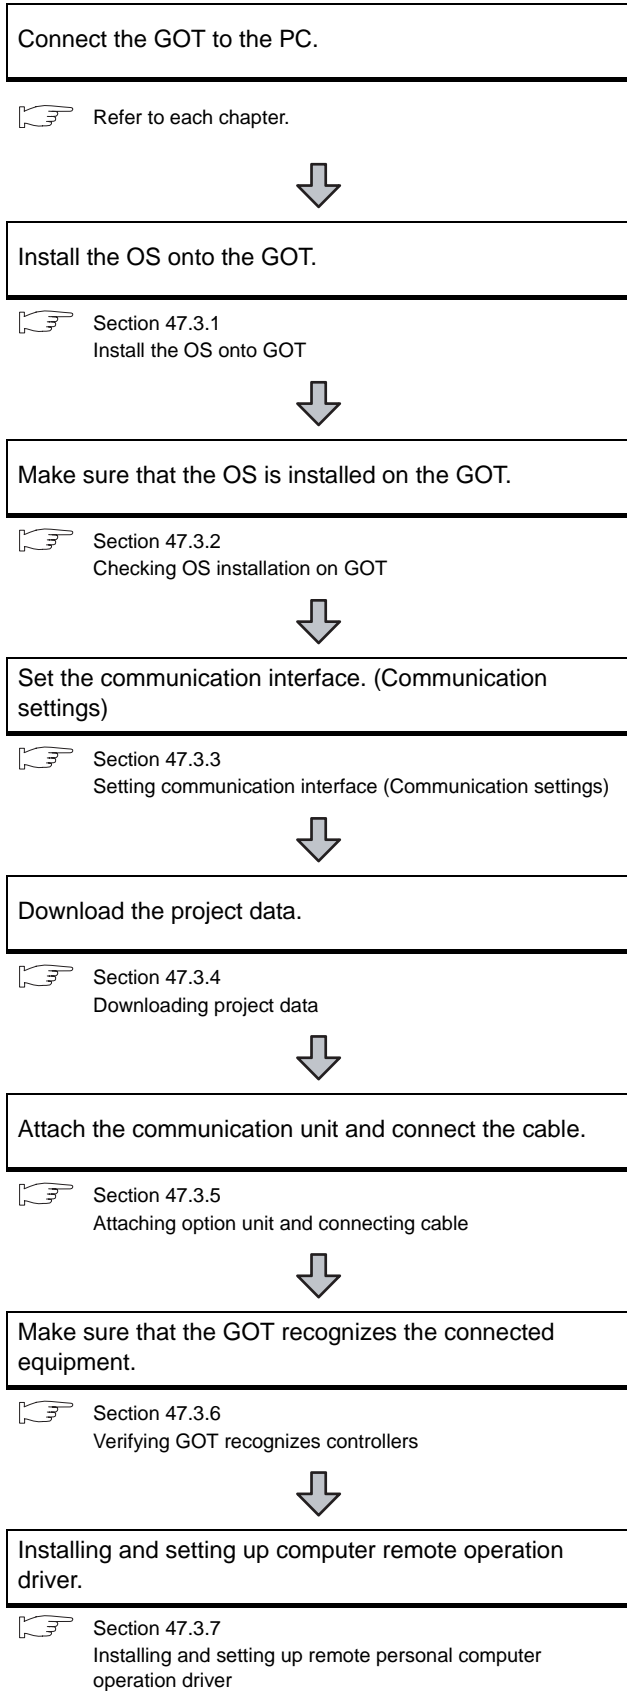 Connect the GOT to the PC.
Refer to each chapter.
Install the OS onto the GOT.
Section 47.3.1
Install the OS onto GOT
Make sure that the OS is installed on the GOT.
Section 47.3.2
Checking OS installation on GOT
Set the communication interface. (Communication
settings)
Section 47.3.3
Setting communication interface (Communication settings)
Download the project data.
Section 47.3.4
Downloading project data
Attach the communication unit and connect the cable.
Section 47.3.5
Attaching option unit and connecting cable
Make sure that the GOT recognizes the connected
equipment.
Section 47.3.6
Verifying GOT recognizes controllers
Installing and setting up computer remote operation
driver.
Section 47.3.7
Installing and setting up remote personal computer
operation driver